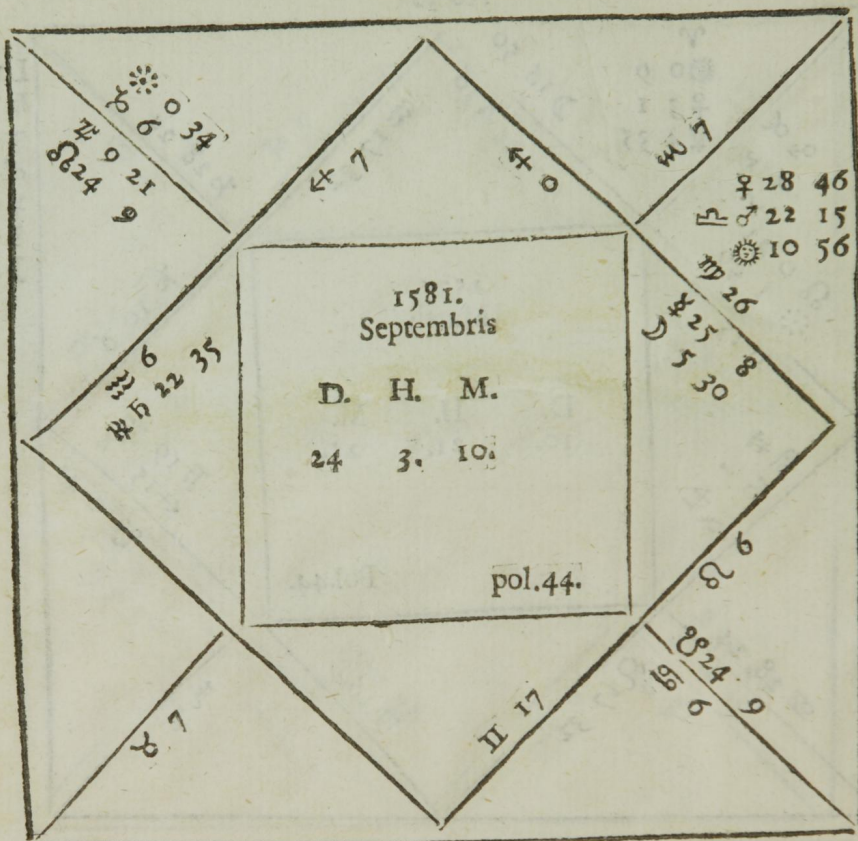 ☼ 0 34
♑ 6
♃ 9 21
☊ 24 9
♐ 7
♐ 0
♏ 7
♀ 28 46
♎ ♂ 22 15
☉ 10 56
♍ 26
☿ 25 8
☽ 5 30
♒ 6
♓ ♄ 22 35
1581.
Septembris
D. H. M.
24 3. 10.
pol.44.
♉ 7
♊ 17
♌ 6
☋ 24 9
♋ 6